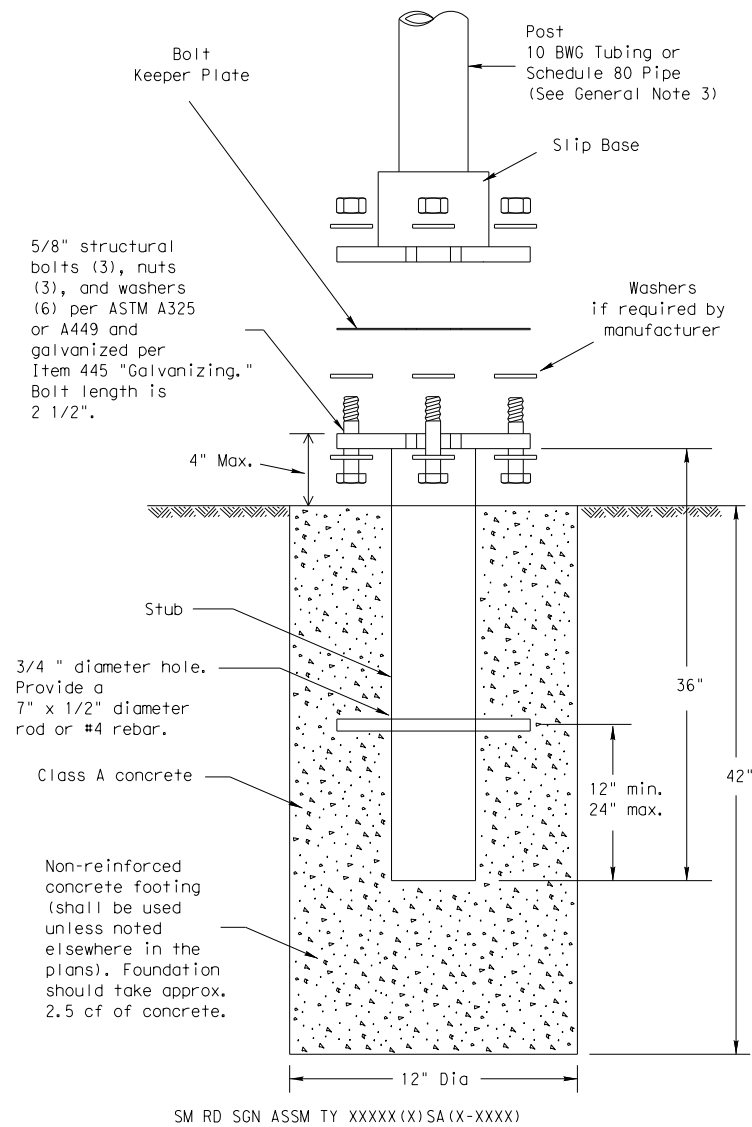 Bolt
Keeper Plate
Post
10 BWG Tubing or
Schedule 80 Pipe
(See General Note 3)
Slip Base
5/8" structural
bolts (3), nuts
(3), and washers
(6) per ASTM A325
or A449 and
galvanized per
Item 445 "Galvanizing."
Bolt length is
2 1/2".
Washers
if required by
manufacturer
4" Max.
Stub
3/4 " diameter hole.
Provide a
7" x 1/2" diameter
rod or #4 rebar.
36"
12" min.
24" max.
42"
Class A concrete
Non-reinforced
concrete footing
(shall be used
unless noted
elsewhere in the
plans). Foundation
should take approx.
2.5 cf of concrete.
12" Dia
SM RD SGN ASSM TY XXXXX(X)SA(X-XXXX)